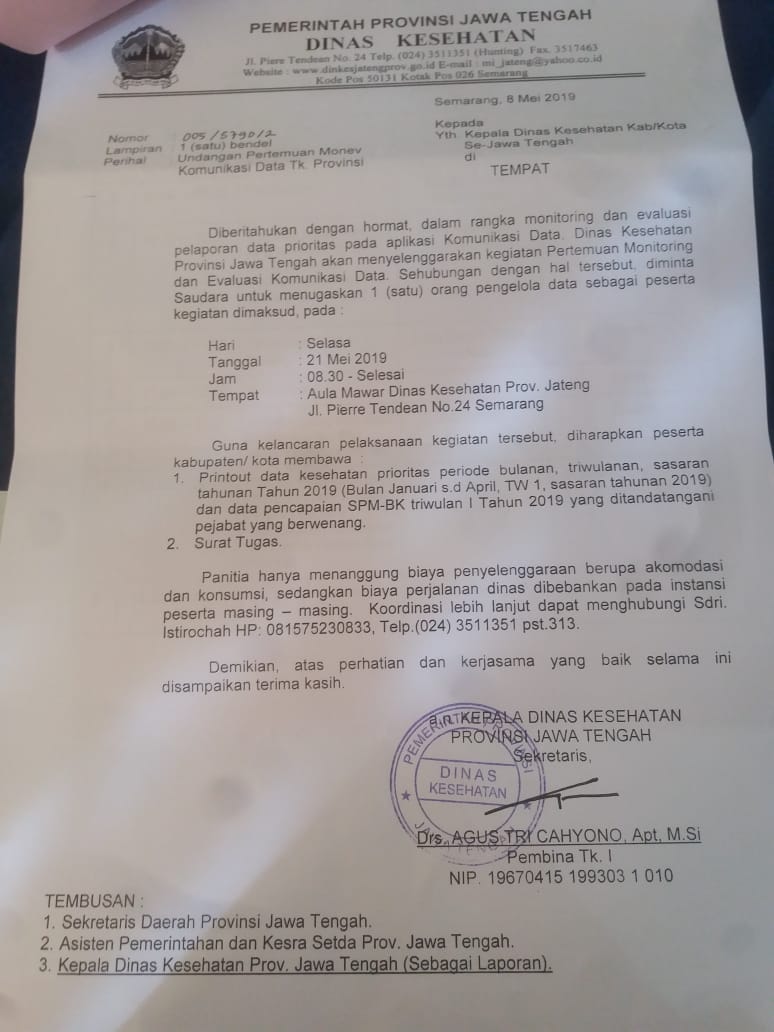 PEMERINTAH PROVINSI JAWA TENGAH
DINAS KESEHATAN
Jl. Piere Tendean No. 24 Telp. (024) 3511351 (Hunting) Fax. 3517463
Website : www.dinkesjatengprov.go.id E-mail : mi_jateng@yahoo.co.id
Kode Pos 50131 Kotak Pos 026 Semarang
Semarang, 8 Mei 2019
Nomor : 005/5790/2
Lampiran : 1 (satu) bendel
Perihal : Undangan Pertemuan Monev
Komunikasi Data Tk. Provinsi
Kepada
Yth. Kepala Dinas Kesehatan Kab/Kota
Se-Jawa Tengah
di
TEMPAT
Diberitahukan dengan hormat, dalam rangka monitoring dan evaluasi
pelaporan data prioritas pada aplikasi Komunikasi Data. Dinas Kesehatan
Provinsi Jawa Tengah akan menyelenggarakan kegiatan Pertemuan Monitoring
dan Evaluasi Komunikasi Data. Sehubungan dengan hal tersebut, diminta
Saudara untuk menugaskan 1 (satu) orang pengelola data sebagai peserta
kegiatan dimaksud, pada :
Hari : Selasa
Tanggal : 21 Mei 2019
Jam : 08.30 - Selesai
Tempat : Aula Mawar Dinas Kesehatan Prov. Jateng
Jl. Pierre Tendean No.24 Semarang
Guna kelancaran pelaksanaan kegiatan tersebut, diharapkan peserta
kabupaten/ kota membawa :
1. Printout data kesehatan prioritas periode bulanan, triwulanan, sasaran
tahunan Tahun 2019 (Bulan Januari s.d April, TW 1, sasaran tahunan 2019)
dan data pencapaian SPM-BK triwulan I Tahun 2019 yang ditandatangani
pejabat yang berwenang.
2. Surat Tugas.
Panitia hanya menanggung biaya penyelenggaraan berupa akomodasi
dan konsumsi, sedangkan biaya perjalanan dinas dibebankan pada instansi
peserta masing – masing. Koordinasi lebih lanjut dapat menghubungi Sdri.
Istirochah HP: 081575230833, Telp.(024) 3511351 pst.313.
Demikian, atas perhatian dan kerjasama yang baik selama ini
disampaikan terima kasih.
a.n. KEPALA DINAS KESEHATAN
PROVINSI JAWA TENGAH
Sekretaris,
PEMERINTAH PROVINSI
DINAS
KESEHATAN
JAWA TENGAH
Drs. AGUS TRI CAHYONO, Apt, M.Si
Pembina Tk. I
NIP. 19670415 199303 1 010
TEMBUSAN :
1. Sekretaris Daerah Provinsi Jawa Tengah.
2. Asisten Pemerintahan dan Kesra Setda Prov. Jawa Tengah.
3. Kepala Dinas Kesehatan Prov. Jawa Tengah (Sebagai Laporan).